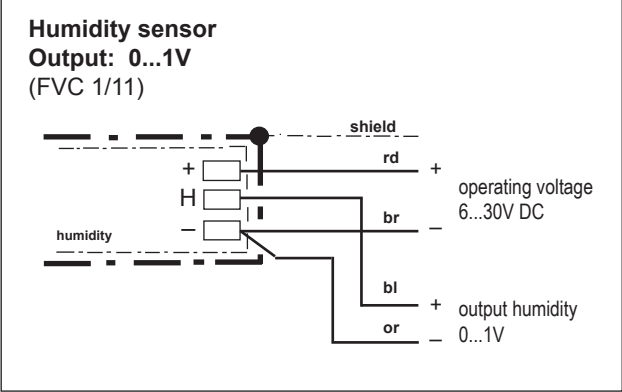 Humidity sensor
Output: 0...1V
(FVC 1/11)
shield
rd
+ +
operating voltage
6...30V DC
H
br
– –
humidity
bl
+ output humidity
or
– 0...1V